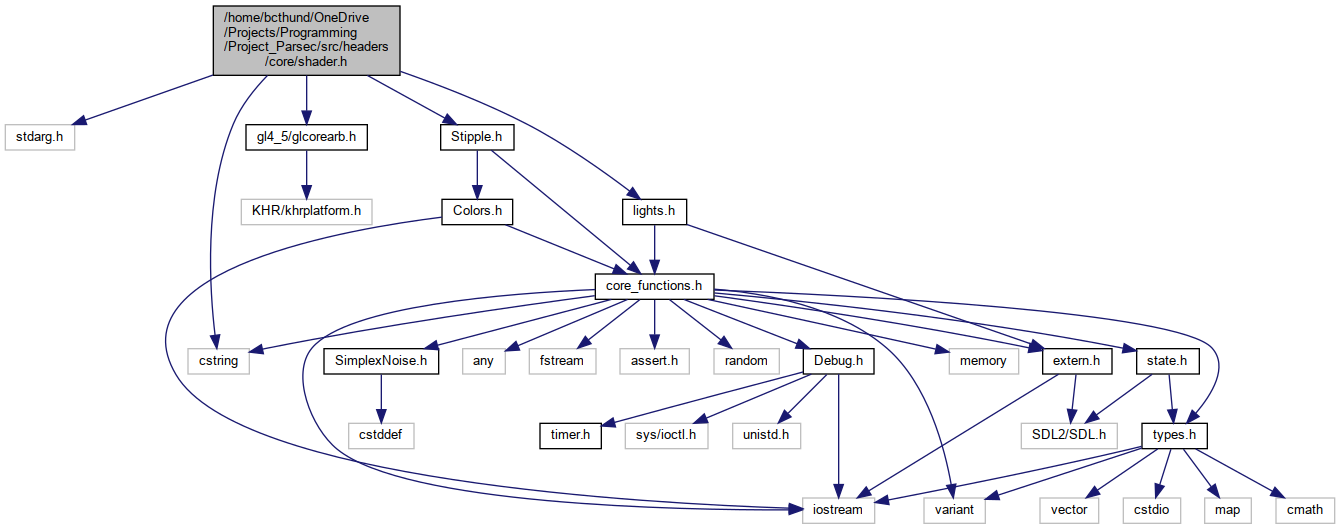 /home/bcthund/OneDrive
/Projects/Programming
/Project_Parsec/src/headers
/core/shader.h
stdarg.h
gl4_5/glcorearb.h
Stipple.h
KHR/khrplatform.h
Colors.h
lights.h
core_functions.h
cstring
SimplexNoise.h
any
fstream
assert.h
random
Debug.h
memory
extern.h
state.h
cstddef
timer.h
sys/ioctl.h
unistd.h
SDL2/SDL.h
types.h
iostream
variant
vector
cstdio
map
cmath